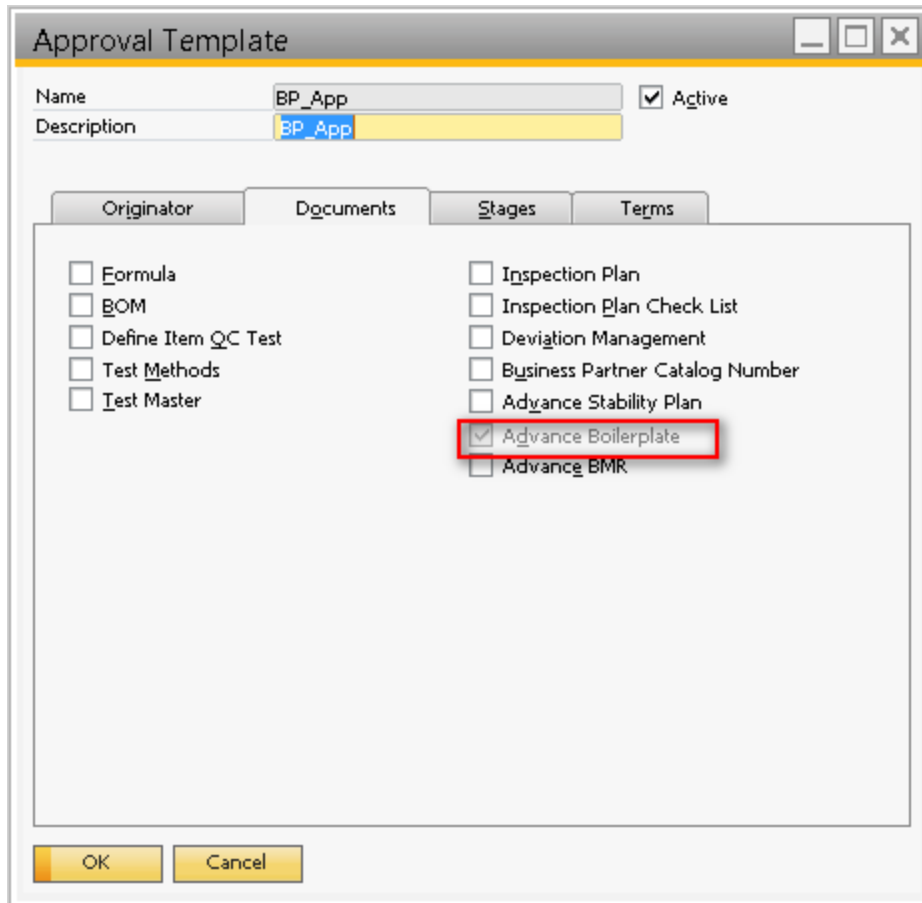 Approval Template
Name BP_App Active
Description BP_App
Originator Documents Stages Terms
Formula Inspection Plan
BOM Inspection Plan Check List
Define Item QC Test Deviation Management
Test Methods Business Partner Catalog Number
Test Master Advance Stability Plan
Advance Boilerplate
Advance BMR
OK Cancel